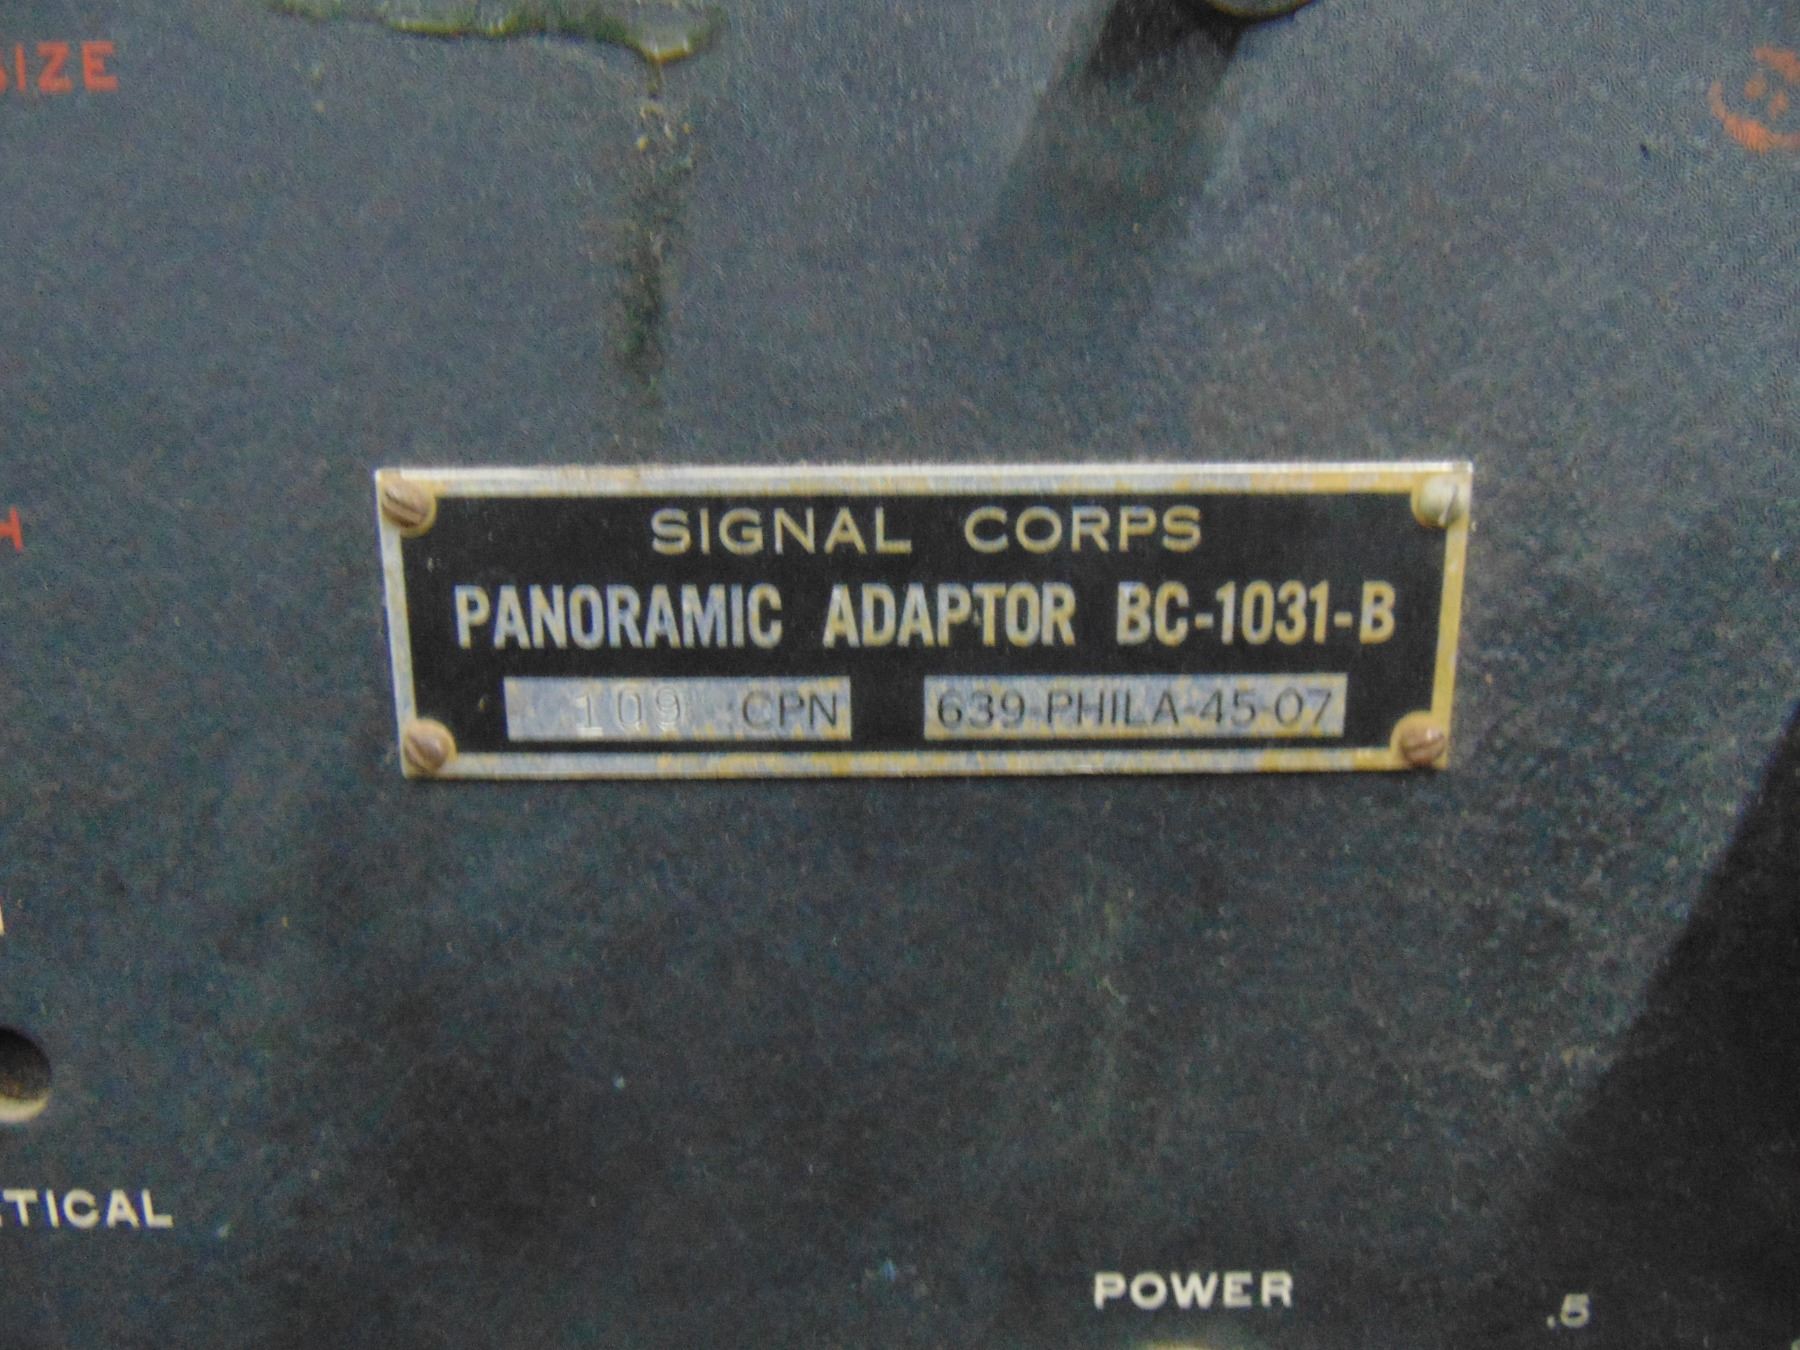 SIZE
SIGNAL CORPS
PANORAMIC ADAPTOR BC-1031-B
109 CPN 639-PHILA-45-07
TICAL
POWER
.5